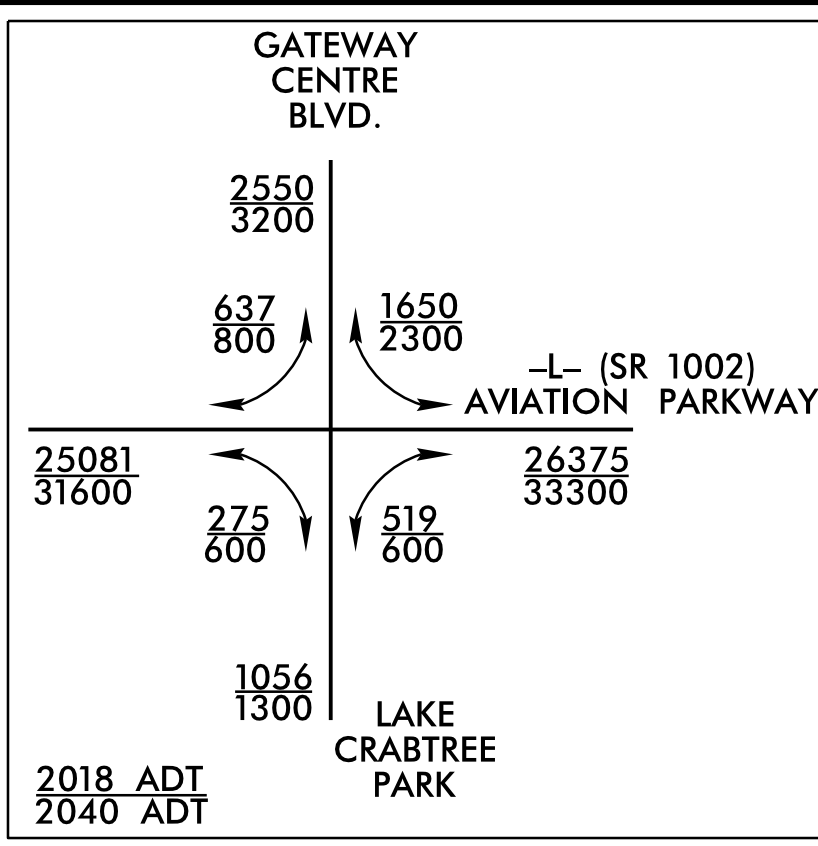 GATEWAY
CENTRE
BLVD.
2550
3200
637
800
1650
2300
–L– (SR 1002)
AVIATION PARKWAY
25081
31600
26375
33300
275
600
519
600
1056
1300
LAKE
CRABTREE
PARK
2018 ADT
2040 ADT